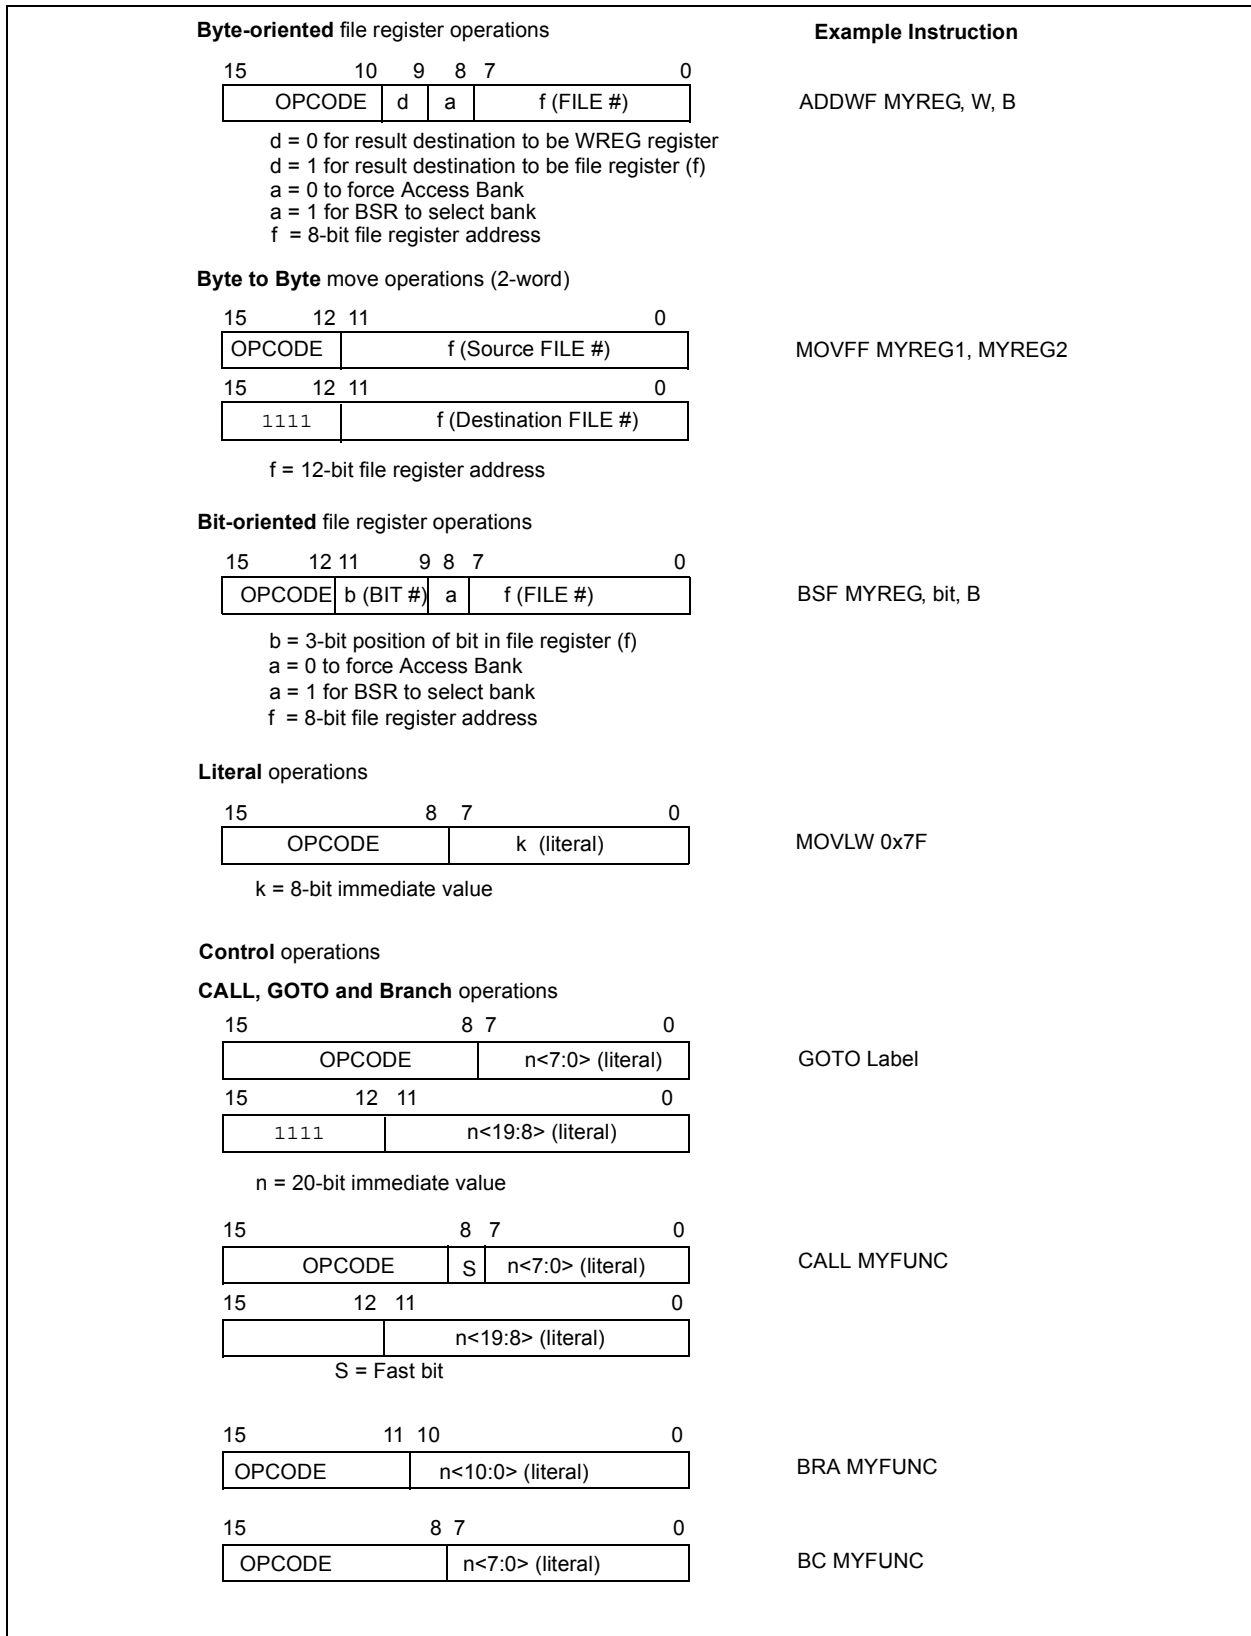 Byte-oriented file register operations
Example Instruction
15 10 9 8 7 0
OPCODE d a f (FILE #)
ADDWF MYREG, W, B
d = 0 for result destination to be WREG register
d = 1 for result destination to be file register (f)
a = 0 to force Access Bank
a = 1 for BSR to select bank
f = 8-bit file register address
Byte to Byte move operations (2-word)
15 12 11 0
OPCODE f (Source FILE #)
MOVFF MYREG1, MYREG2
15 12 11 0
1111 f (Destination FILE #)
f = 12-bit file register address
Bit-oriented file register operations
15 12 11 9 8 7 0
OPCODE b (BIT #) a f (FILE #)
BSF MYREG, bit, B
b = 3-bit position of bit in file register (f)
a = 0 to force Access Bank
a = 1 for BSR to select bank
f = 8-bit file register address
Literal operations
15 8 7 0
OPCODE k (literal)
MOVLW 0x7F
k = 8-bit immediate value
Control operations
CALL, GOTO and Branch operations
15 8 7 0
OPCODE n<7:0> (literal)
GOTO Label
15 12 11 0
1111 n<19:8> (literal)
n = 20-bit immediate value
15 8 7 0
OPCODE S n<7:0> (literal)
CALL MYFUNC
15 12 11 0
n<19:8> (literal)
S = Fast bit
15 11 10 0
OPCODE n<10:0> (literal)
BRA MYFUNC
15 8 7 0
OPCODE n<7:0> (literal)
BC MYFUNC